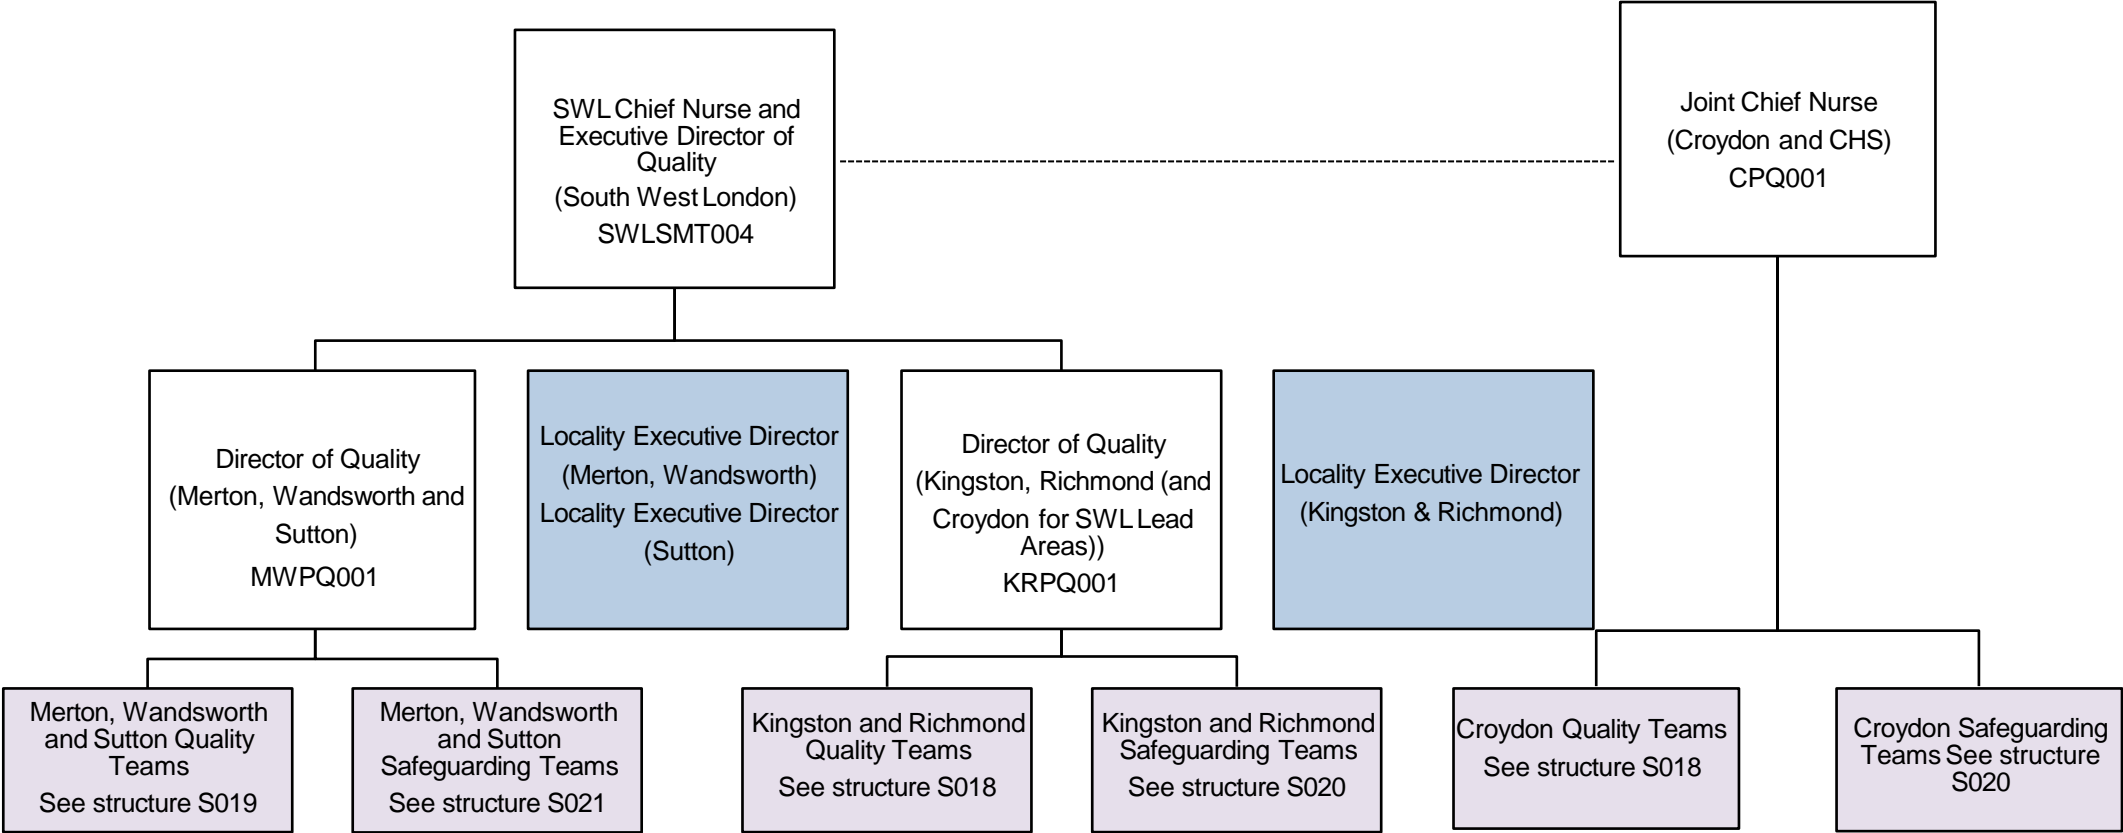 SWL Chief Nurse and
Executive Director of
Quality
(South West London)
SWLSMT004
Joint Chief Nurse
(Croydon and CHS)
CPQ001
Director of Quality
(Merton, Wandsworth and
Sutton)
MWPQ001
Locality Executive Director
(Merton, Wandsworth)
Locality Executive Director
(Sutton)
Director of Quality
(Kingston, Richmond (and
Croydon for SWL Lead
Areas))
KRPQ001
Locality Executive Director
(Kingston & Richmond)
Merton, Wandsworth
and Sutton Quality
Teams
See structure S019
Merton, Wandsworth
and Sutton
Safeguarding Teams
See structure S021
Kingston and Richmond
Quality Teams
See structure S018
Kingston and Richmond
Safeguarding Teams
See structure S020
Croydon Quality Teams
See structure S018
Croydon Safeguarding
Teams See structure
S020